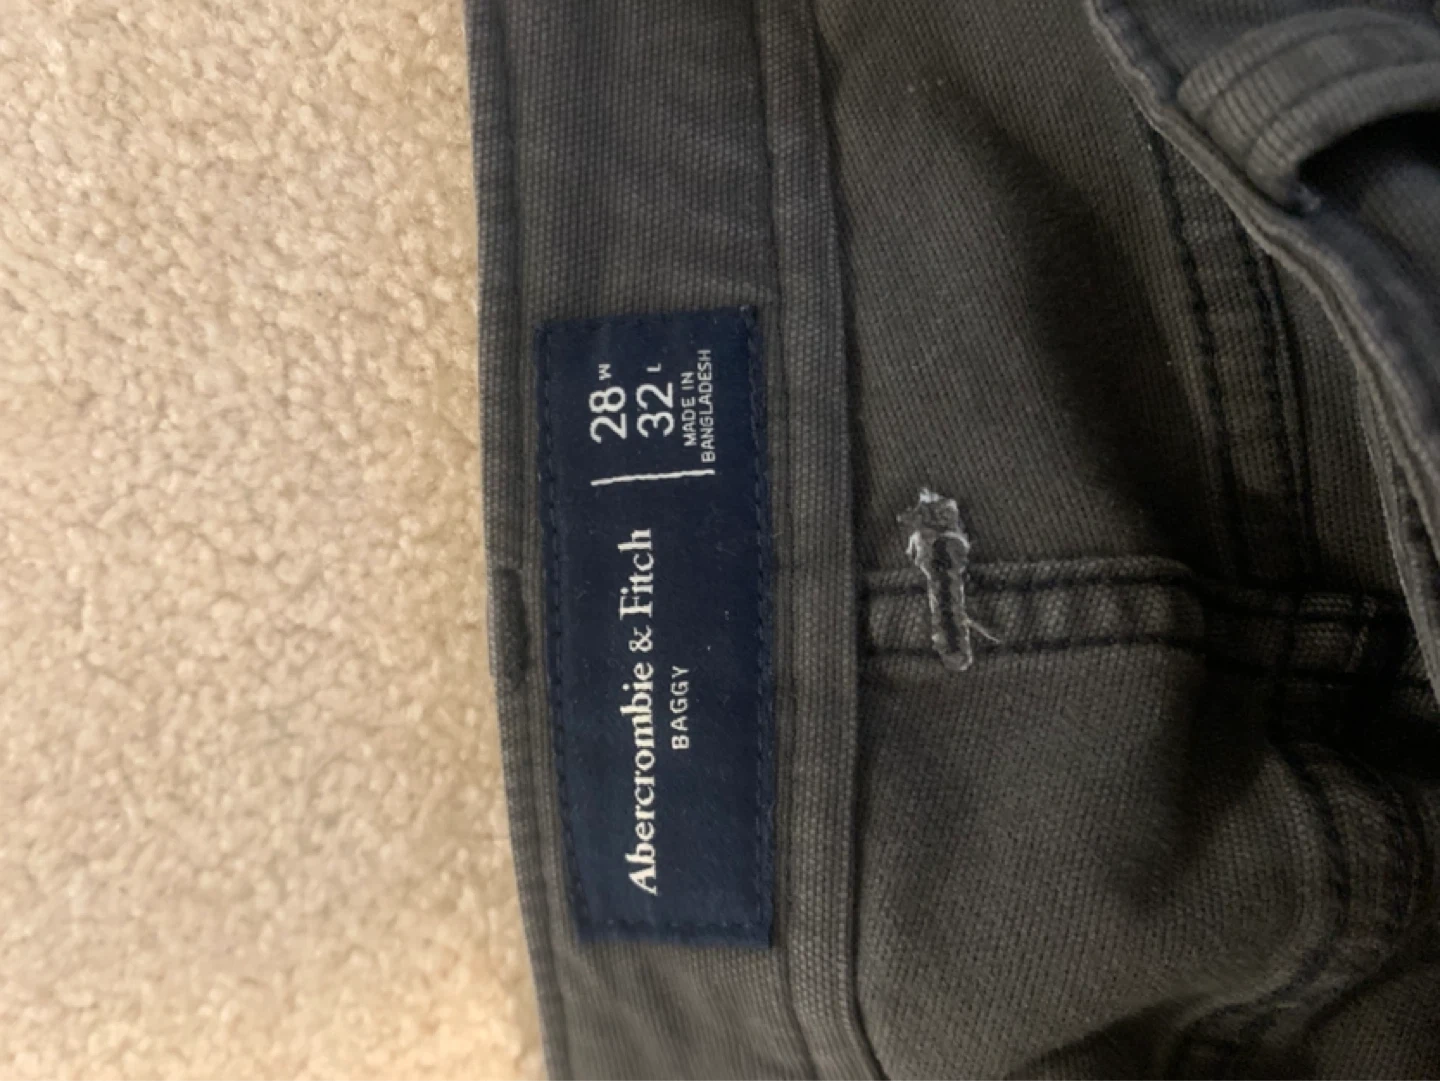 Abercrombie & Fitch
BAGGY
28 W
32 L
MADE IN
BANGLADESH